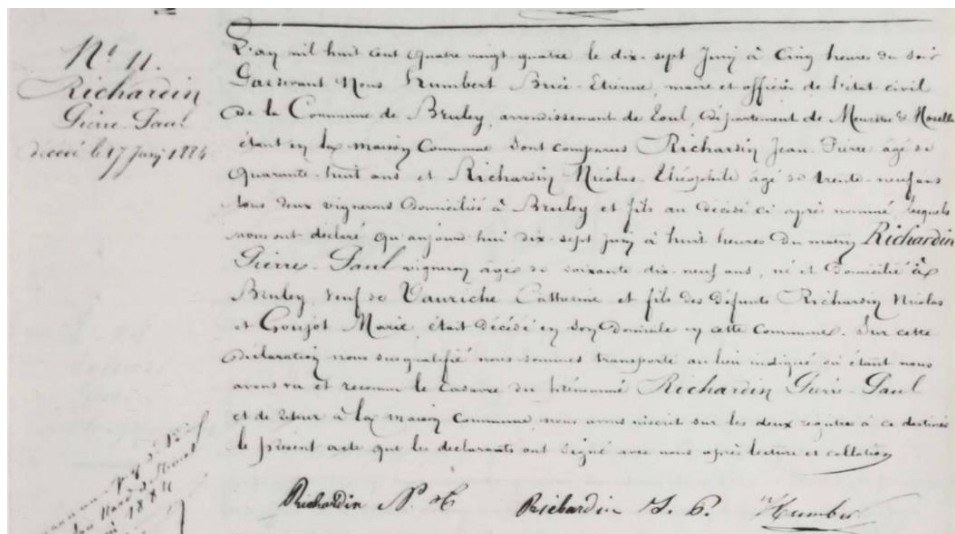 N° 11.
Richardin
Pierre Paul
décédé le 17 Juin 1884
L'an mil huit cent quatre vingt quatre le dix sept Juin à Cinq heures du soir
Pardevant Nous Humbert Brice Etienne, maire et officier de l'état civil
de la Commune de Bruley, arrondissement de Toul, Département de Meurthe & Moselle
étant en la maison Commune sont comparus Richardin Jean Pierre âgé de
quarante-huit ans et Richardin Nicolas Théophile âgé de trente-neuf ans
tous deux vignerons domiciliés à Bruley et fils au décédé ci après nommé, lesquels
nous ont déclaré qu'aujourd'hui dix-sept juin à huit heures du matin Richardin
Pierre-Paul vigneron âgé de soixante dix-neuf ans, né et domicilié à
Bruley, veuf de Vauriche Catherine et fils des défunts Richardin Nicolas
et Goujot Marie, était décédé en son domicile en cette Commune. Sur cette
déclaration nous susqualifié nous sommes transporté au lieu indiqué où étant nous
avons vu et reconnu le Cadavre du prénommé Richardin Pierre-Paul
et de retour à la maison Commune nous avons inscrit sur les deux registres à ce destinés
le présent acte que les déclarants ont signé avec nous après lecture et collation
Richardin N. T. Richardin J. P. Humbert